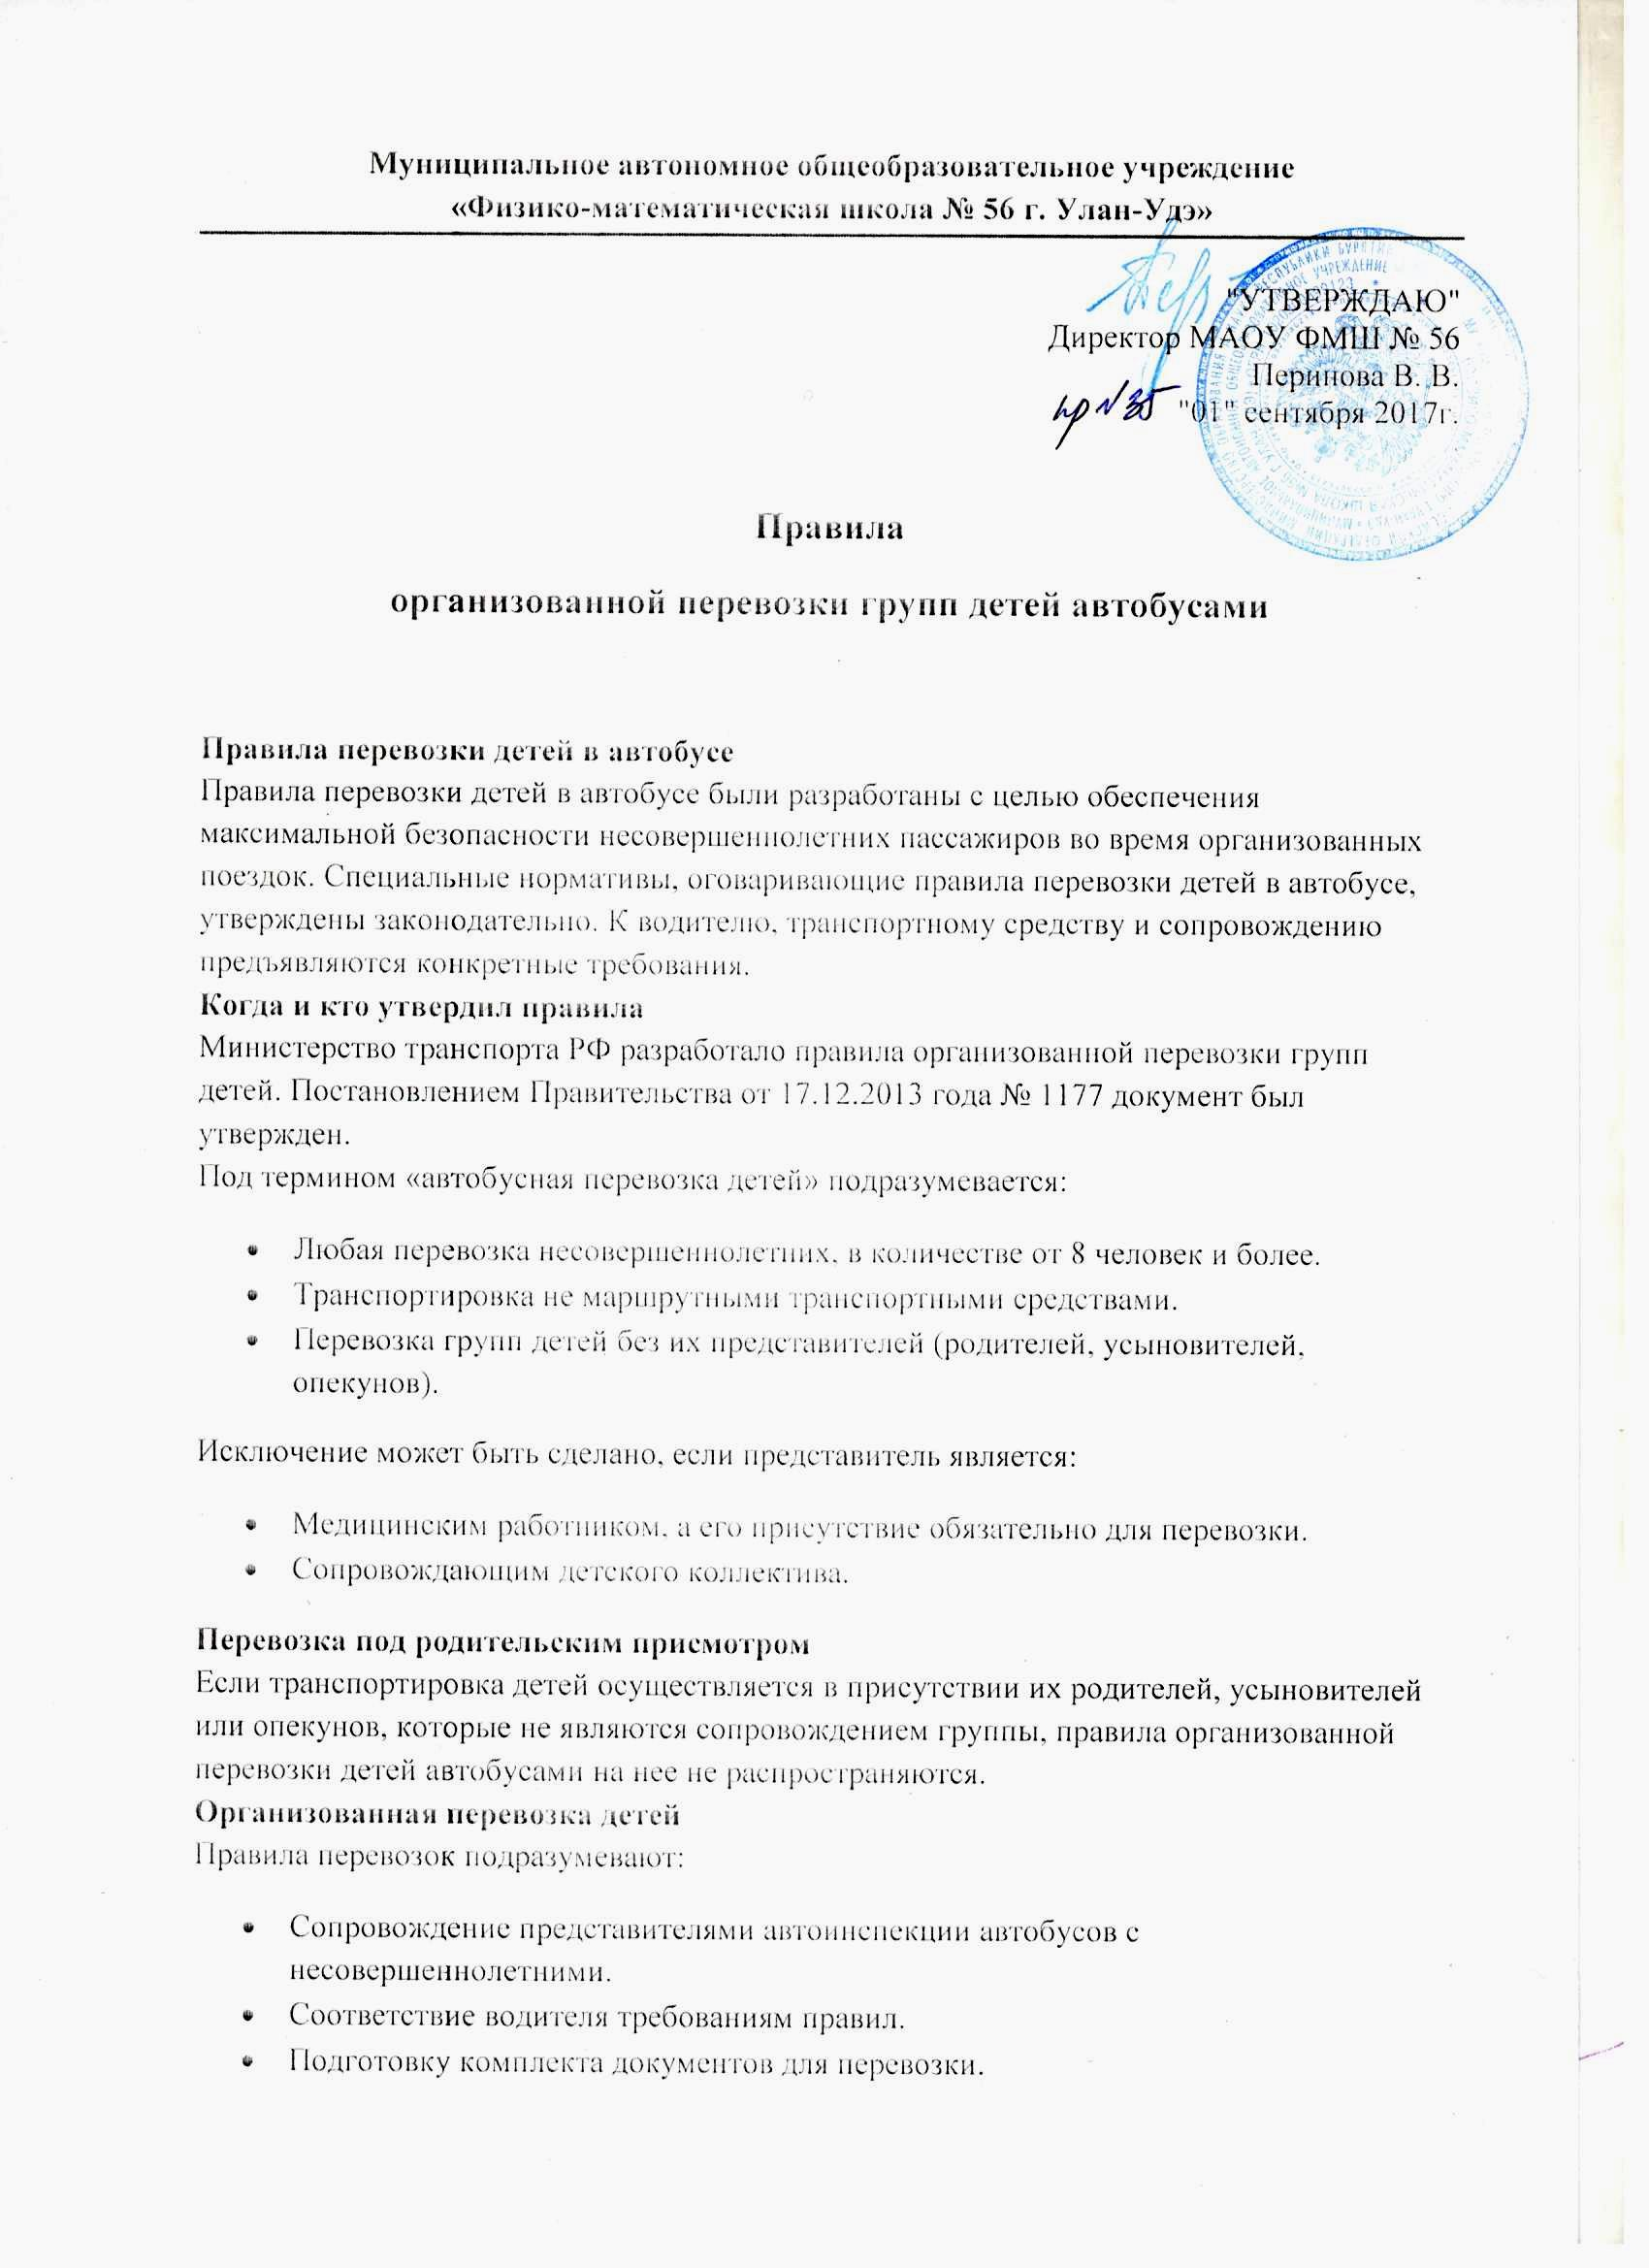 Муниципальное автономное общеобразовательное учреждение
«Физико-математическая школа № 56 г. Улан-Удэ»
"УТВЕРЖДАЮ"
Директор МАОУ ФМШ № 56
Перинова В. В.
пр №35 "01" сентября 2017г.
Правила
организованной перевозки групп детей автобусами
Правила перевозки детей в автобусе
Правила перевозки детей в автобусе были разработаны с целью обеспечения
максимальной безопасности несовершеннолетних пассажиров во время организованных
поездок. Специальные нормативы, оговаривающие правила перевозки детей в автобусе,
утверждены законодательно. К водителю, транспортному средству и сопровождению
предъявляются конкретные требования.
Когда и кто утвердил правила
Министерство транспорта РФ разработало правила организованной перевозки групп
детей. Постановлением Правительства от 17.12.2013 года № 1177 документ был
утвержден.
Под термином «автобусная перевозка детей» подразумевается:
• Любая перевозка несовершеннолетних, в количестве от 8 человек и более.
• Транспортировка не маршрутными транспортными средствами.
• Перевозка групп детей без их представителей (родителей, усыновителей,
опекунов).
Исключение может быть сделано, если представитель является:
• Медицинским работником, а его присутствие обязательно для перевозки.
• Сопровождающим детского коллектива.
Перевозка под родительским присмотром
Если транспортировка детей осуществляется в присутствии их родителей, усыновителей
или опекунов, которые не являются сопровождением группы, правила организованной
перевозки детей автобусами на нее не распространяются.
Организованная перевозка детей
Правила перевозок подразумевают:
• Сопровождение представителями автоинспекции автобусов с
несовершеннолетними.
• Соответствие водителя требованиям правил.
• Подготовку комплекта документов для перевозки.